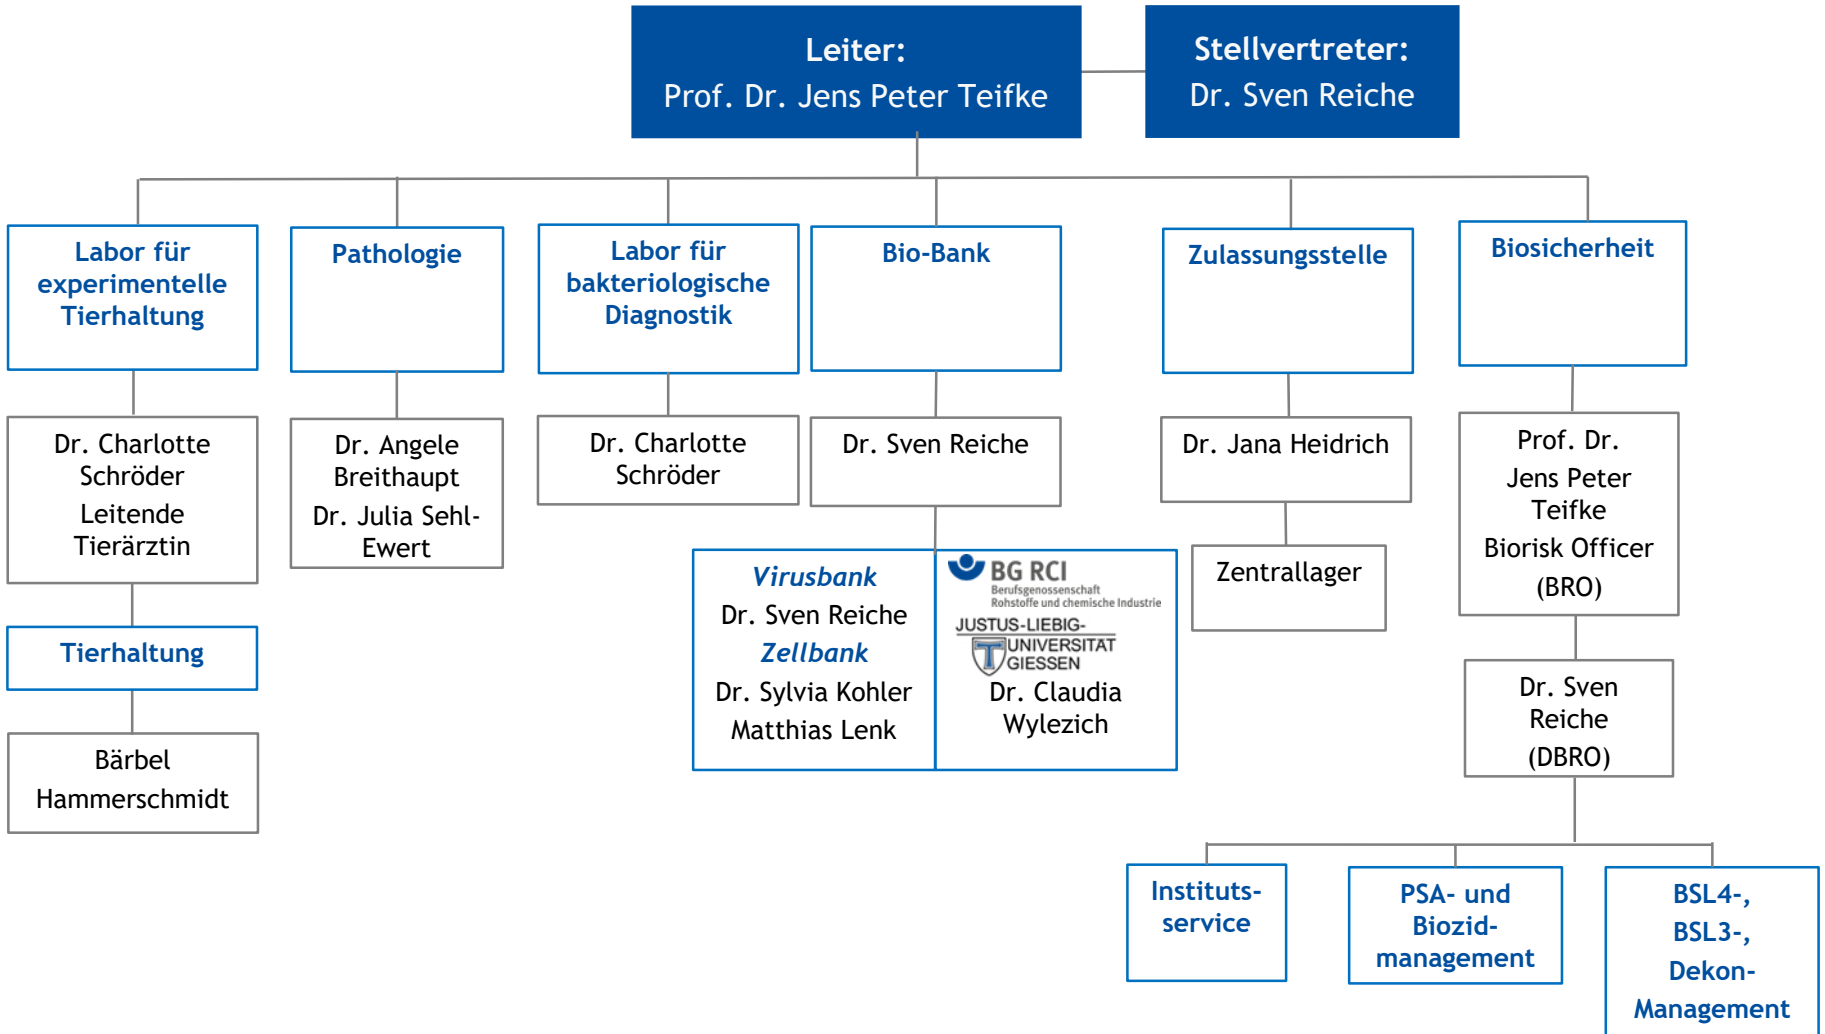 Leiter:
Prof. Dr. Jens Peter Teifke
Stellvertreter:
Dr. Sven Reiche
Labor für
experimentelle
Tierhaltung
Pathologie
Labor für
bakteriologische
Diagnostik
Bio-Bank
Zulassungsstelle
Biosicherheit
Dr. Charlotte
Schröder
Leitende
Tierärztin
Dr. Angele
Breithaupt
Dr. Julia Sehl-
Ewert
Dr. Charlotte
Schröder
Dr. Sven Reiche
Dr. Jana Heidrich
Prof. Dr.
Jens Peter
Teifke
Biorisk Officer
(BRO)
Tierhaltung
Bärbel
Hammerschmidt
Virusbank
Dr. Sven Reiche
Zellbank
Dr. Sylvia Kohler
Matthias Lenk
BG RCI
Berufsgenossenschaft
Rohstoffe und chemische Industrie
JUSTUS-LIEBIG-
UNIVERSITÄT
GIESSEN
Dr. Claudia
Wylezich
Zentrallager
Dr. Sven
Reiche
(DBRO)
Instituts-
service
PSA- und
Biozid-
management
BSL4-,
BSL3-,
Dekon-
Management